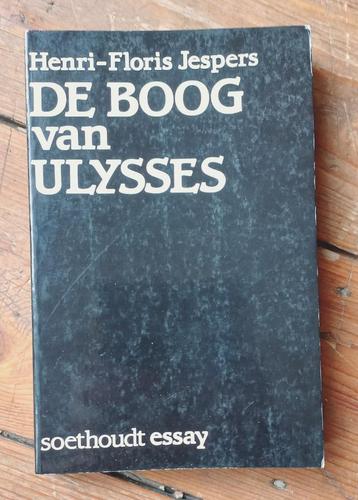 Henri-Floris Jespers
DE BOOG
van
ULYSSES
soethoudt essay